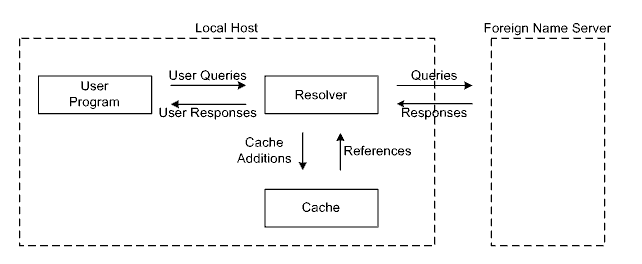 Local Host
Foreign Name Server
User Queries
Queries
User
Program
Resolver
User Responses
Responses
Cache
Additions
References
Cache